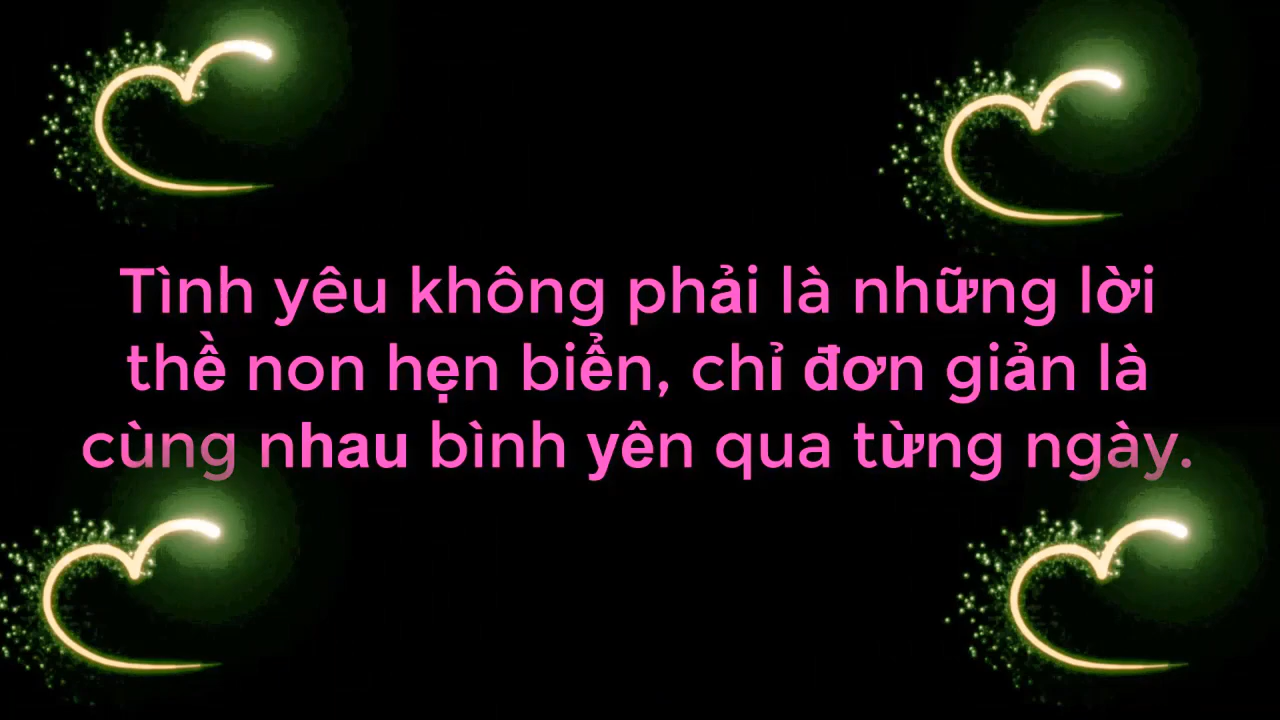 Tình yêu không phải là những lời
thề non hẹn biển, chỉ đơn giản là
cùng nhau bình yên qua từng ngày.